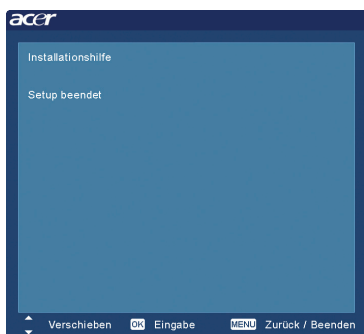 acer
Installationshilfe
Setup beendet
Verschieben OK Eingabe MENU Zurück / Beenden